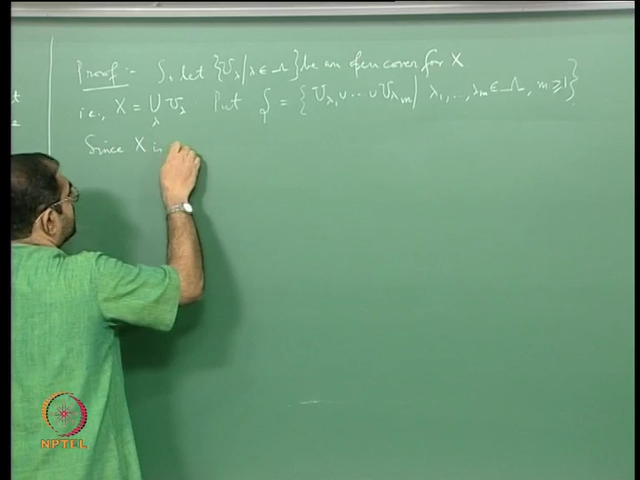 Proof :- So, let {U_λ | λ ∈ Λ} be an open cover for X
i.e., X = ⋃_λ U_λ Put S = { U_λ₁ ∪ ⋯ ∪ U_λₘ | λ₁, ..., λₘ ∈ Λ, m ≥ 1 }
Since X is
NPTEL